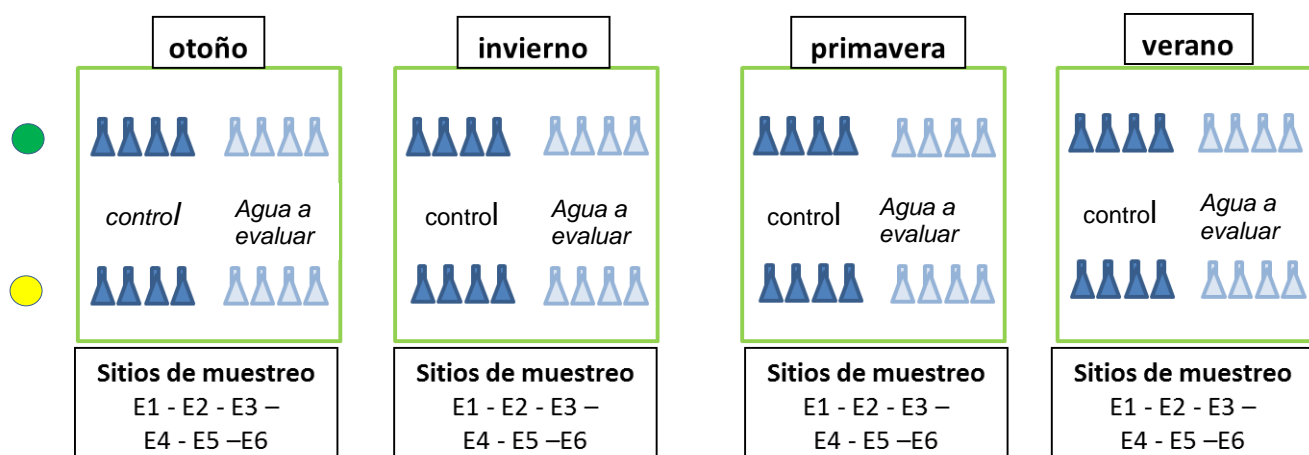 otoño
invierno
primavera
verano
control
Agua a
evaluar
control
Agua a
evaluar
control
Agua a
evaluar
control
Agua a
evaluar
Sitios de muestreo
E1 - E2 - E3 –
E4 - E5 –E6
Sitios de muestreo
E1 - E2 - E3 –
E4 - E5 –E6
Sitios de muestreo
E1 - E2 - E3 –
E4 - E5 –E6
Sitios de muestreo
E1 - E2 - E3 –
E4 - E5 –E6